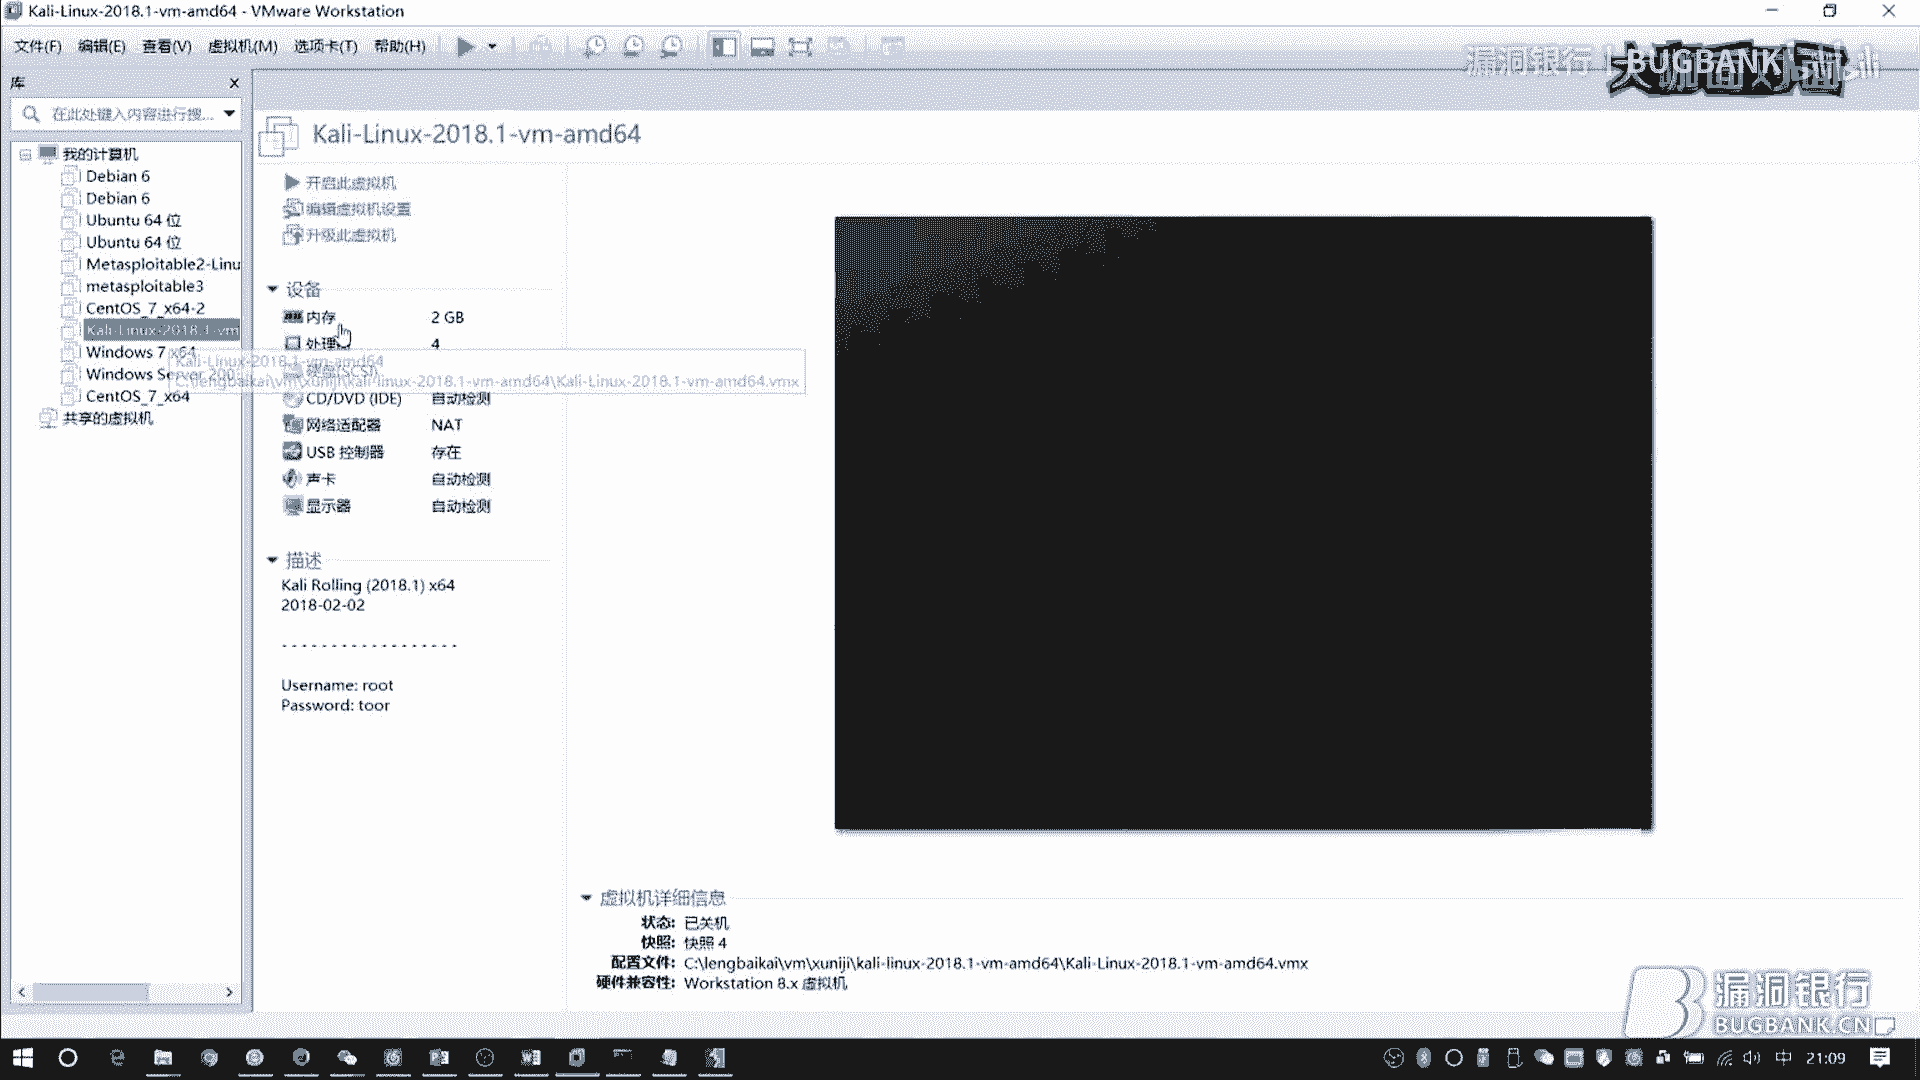 Kali-Linux-2018.1-vm-amd64 - VMware Workstation
文件(F) 编辑(E) 查看(V) 虚拟机(M) 选项卡(T) 帮助(H)
漏洞银行 BUGBANK
库
在此处键入内容进行搜...
我的计算机
Debian 6
Debian 6
Ubuntu 64 位
Ubuntu 64 位
Metasploitable2-Linu
metasploitable3
CentOS_7_x64-2
Kali-Linux-2018.1-vm
Windows 7 x64
Windows Server 200
CentOS_7_x64
共享的虚拟机
Kali-Linux-2018.1-vm-amd64
开启此虚拟机
编辑虚拟机设置
升级此虚拟机
设备
内存 2 GB
处理 4
Kali-Linux-2018.1-vm-amd64
硬盘(SCSI)
C:\lengbaikai\vm\xuniji\kali-linux-2018.1-vm-amd64\Kali-Linux-2018.1-vm-amd64.vmx
CD/DVD (IDE) 自动检测
网络适配器 NAT
USB 控制器 存在
声卡 自动检测
显示器 自动检测
描述
Kali Rolling (2018.1) x64
2018-02-02
- - - - - - - - - - - - - - - - - -
Username: root
Password: toor
虚拟机详细信息
状态: 已关机
快照: 快照 4
配置文件: C:\lengbaikai\vm\xuniji\kali-linux-2018.1-vm-amd64\Kali-Linux-2018.1-vm-amd64.vmx
硬件兼容性: Workstation 8.x 虚拟机
漏洞银行
BUGBANK.CN
中 21:09